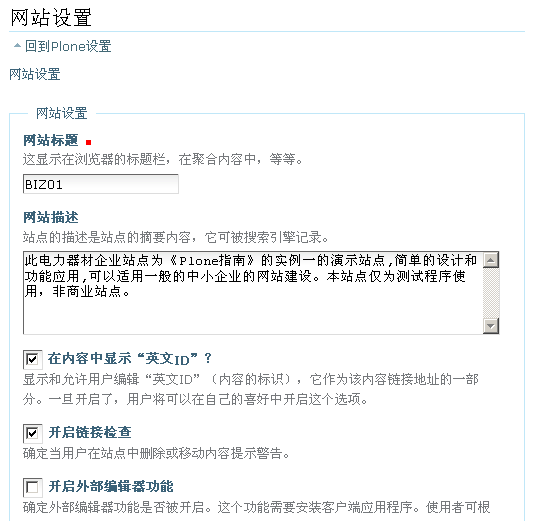 网站设置
回到Plone设置
网站设置
网站设置
网站标题
这显示在浏览器的标题栏，在聚合内容中，等等。
BIZ01
网站描述
站点的描述是站点的摘要内容，它可被搜索引擎记录。
此电力器材企业站点为《Plone指南》的实例一的演示站点,简单的设计和
功能应用,可以适用一般的中小企业的网站建设。本站点仅为测试程序使
用，非商业站点。
在内容中显示“英文ID”？
显示和允许用户编辑“英文ID”（内容的标识），它作为该内容链接地址的一部
分。一旦开启了，用户将可以在自己的喜好中开启这个选项。
开启链接检查
确定当用户在站点中删除或移动内容提示警告。
开启外部编辑器功能
确定外部编辑器功能是否被开启。这个功能需要安装客户端应用程序。使用者可根